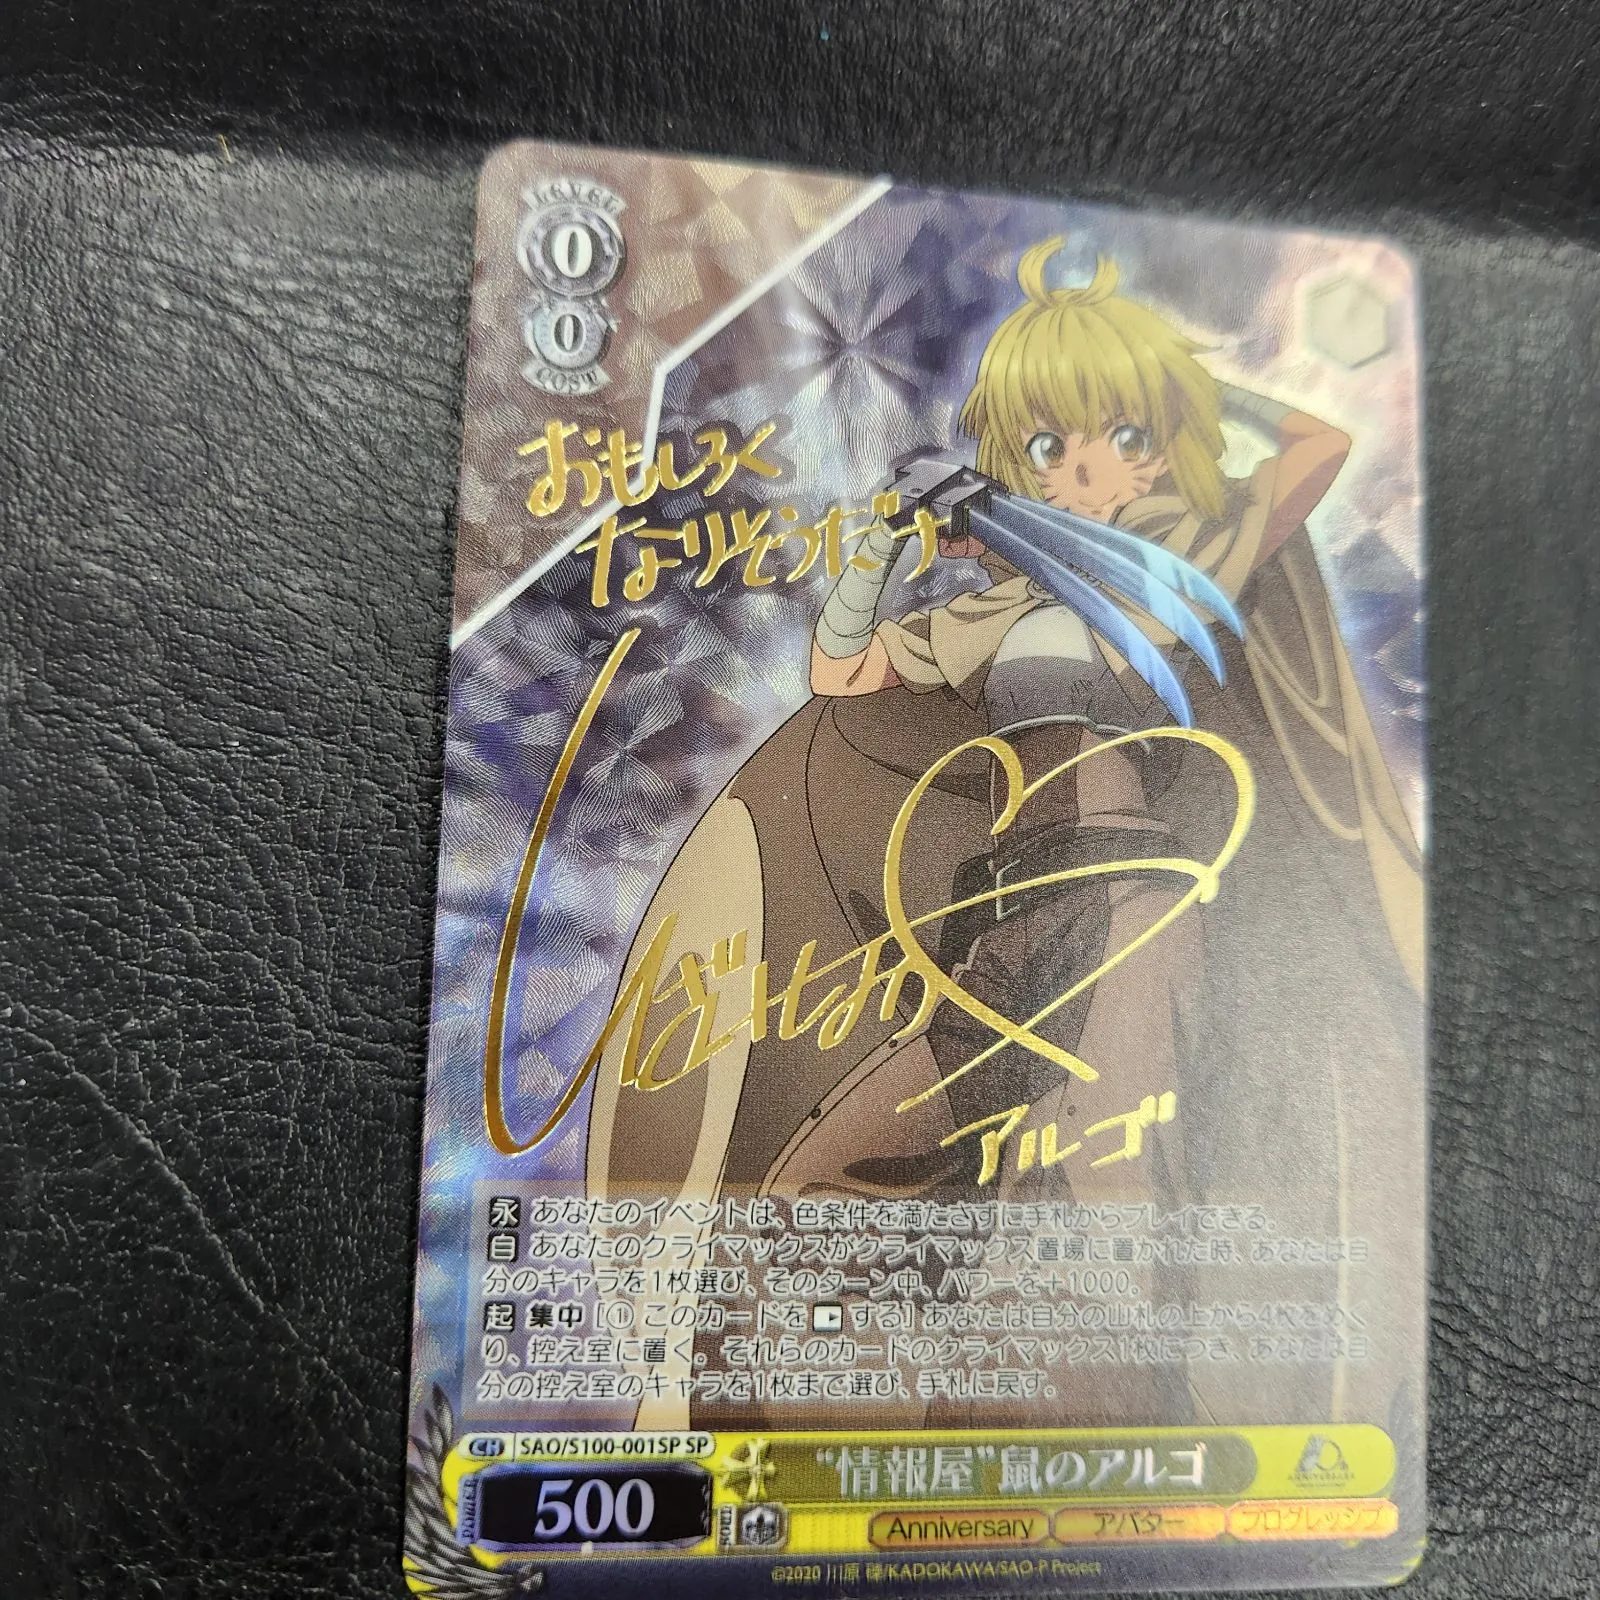 LEVEL
0
0
COST
おもしろく
なりそうだナ
アルゴ
永 あなたのイベントは、色条件を満たさずに手札からプレイできる。
自 あなたのクライマックスがクライマックス置場に置かれた時、あなたは自
分のキャラを1枚選び、そのターン中、パワーを+1000。
起 集中 [① このカードを する] あなたは自分の山札の上から4枚をめく
り、控え室に置く。それらのカードのクライマックス1枚につき、あなたは自
分の控え室のキャラを1枚まで選び、手札に戻す。
CH SAO/S100-001SP SP
“情報屋”鼠のアルゴ
ANNIVERSARY
POWER
500
Anniversary アバター プログレッシブ
©2020 川原 礫/KADOKAWA/SAO-P Project